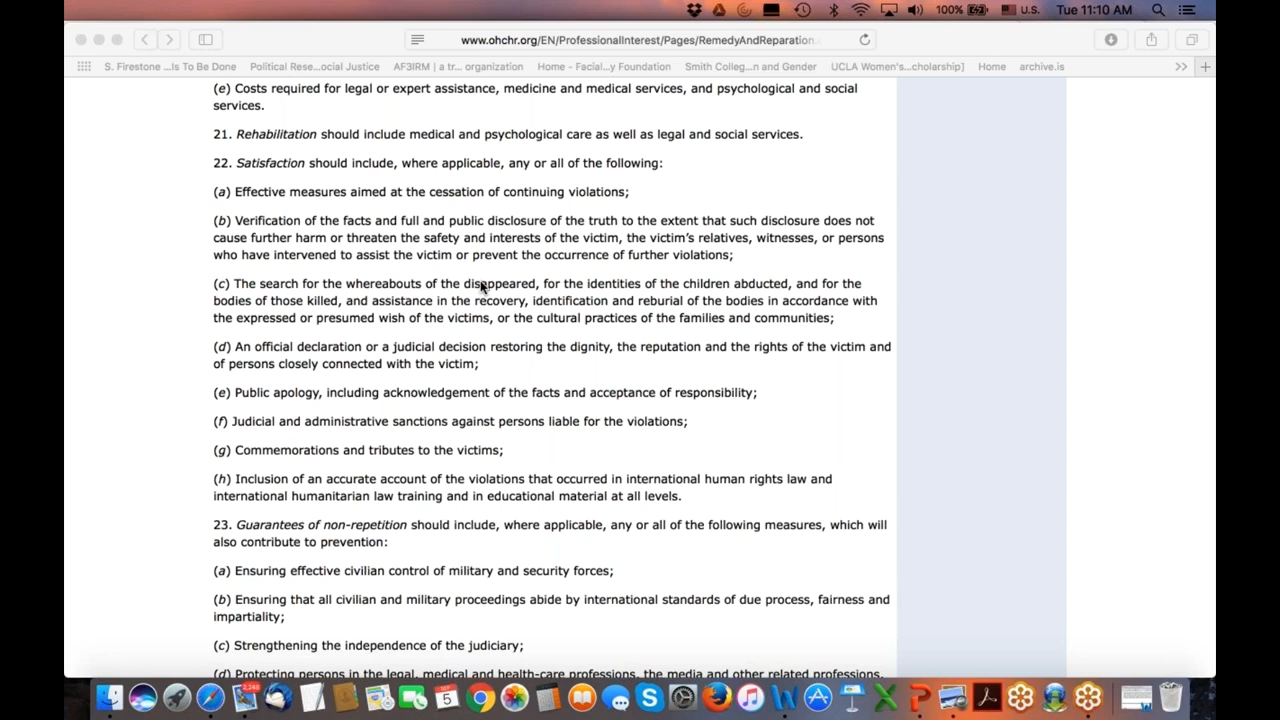 100%
U.S.
Tue 11:10 AM
www.ohchr.org/EN/ProfessionalInterest/Pages/RemedyAndReparation.
S. Firestone ...Is To Be Done
Political Rese...ocial Justice
AF3IRM | a tr... organization
Home - Facial...y Foundation
Smith Colleg...n and Gender
UCLA Women's...cholarship]
Home
archive.is
(e) Costs required for legal or expert assistance, medicine and medical services, and psychological and social
services.
21. Rehabilitation should include medical and psychological care as well as legal and social services.
22. Satisfaction should include, where applicable, any or all of the following:
(a) Effective measures aimed at the cessation of continuing violations;
(b) Verification of the facts and full and public disclosure of the truth to the extent that such disclosure does not
cause further harm or threaten the safety and interests of the victim, the victim's relatives, witnesses, or persons
who have intervened to assist the victim or prevent the occurrence of further violations;
(c) The search for the whereabouts of the disappeared, for the identities of the children abducted, and for the
bodies of those killed, and assistance in the recovery, identification and reburial of the bodies in accordance with
the expressed or presumed wish of the victims, or the cultural practices of the families and communities;
(d) An official declaration or a judicial decision restoring the dignity, the reputation and the rights of the victim and
of persons closely connected with the victim;
(e) Public apology, including acknowledgement of the facts and acceptance of responsibility;
(f) Judicial and administrative sanctions against persons liable for the violations;
(g) Commemorations and tributes to the victims;
(h) Inclusion of an accurate account of the violations that occurred in international human rights law and
international humanitarian law training and in educational material at all levels.
23. Guarantees of non-repetition should include, where applicable, any or all of the following measures, which will
also contribute to prevention:
(a) Ensuring effective civilian control of military and security forces;
(b) Ensuring that all civilian and military proceedings abide by international standards of due process, fairness and
impartiality;
(c) Strengthening the independence of the judiciary;
(d) Protecting persons in the legal, medical and health-care professions, the media and other related professions,